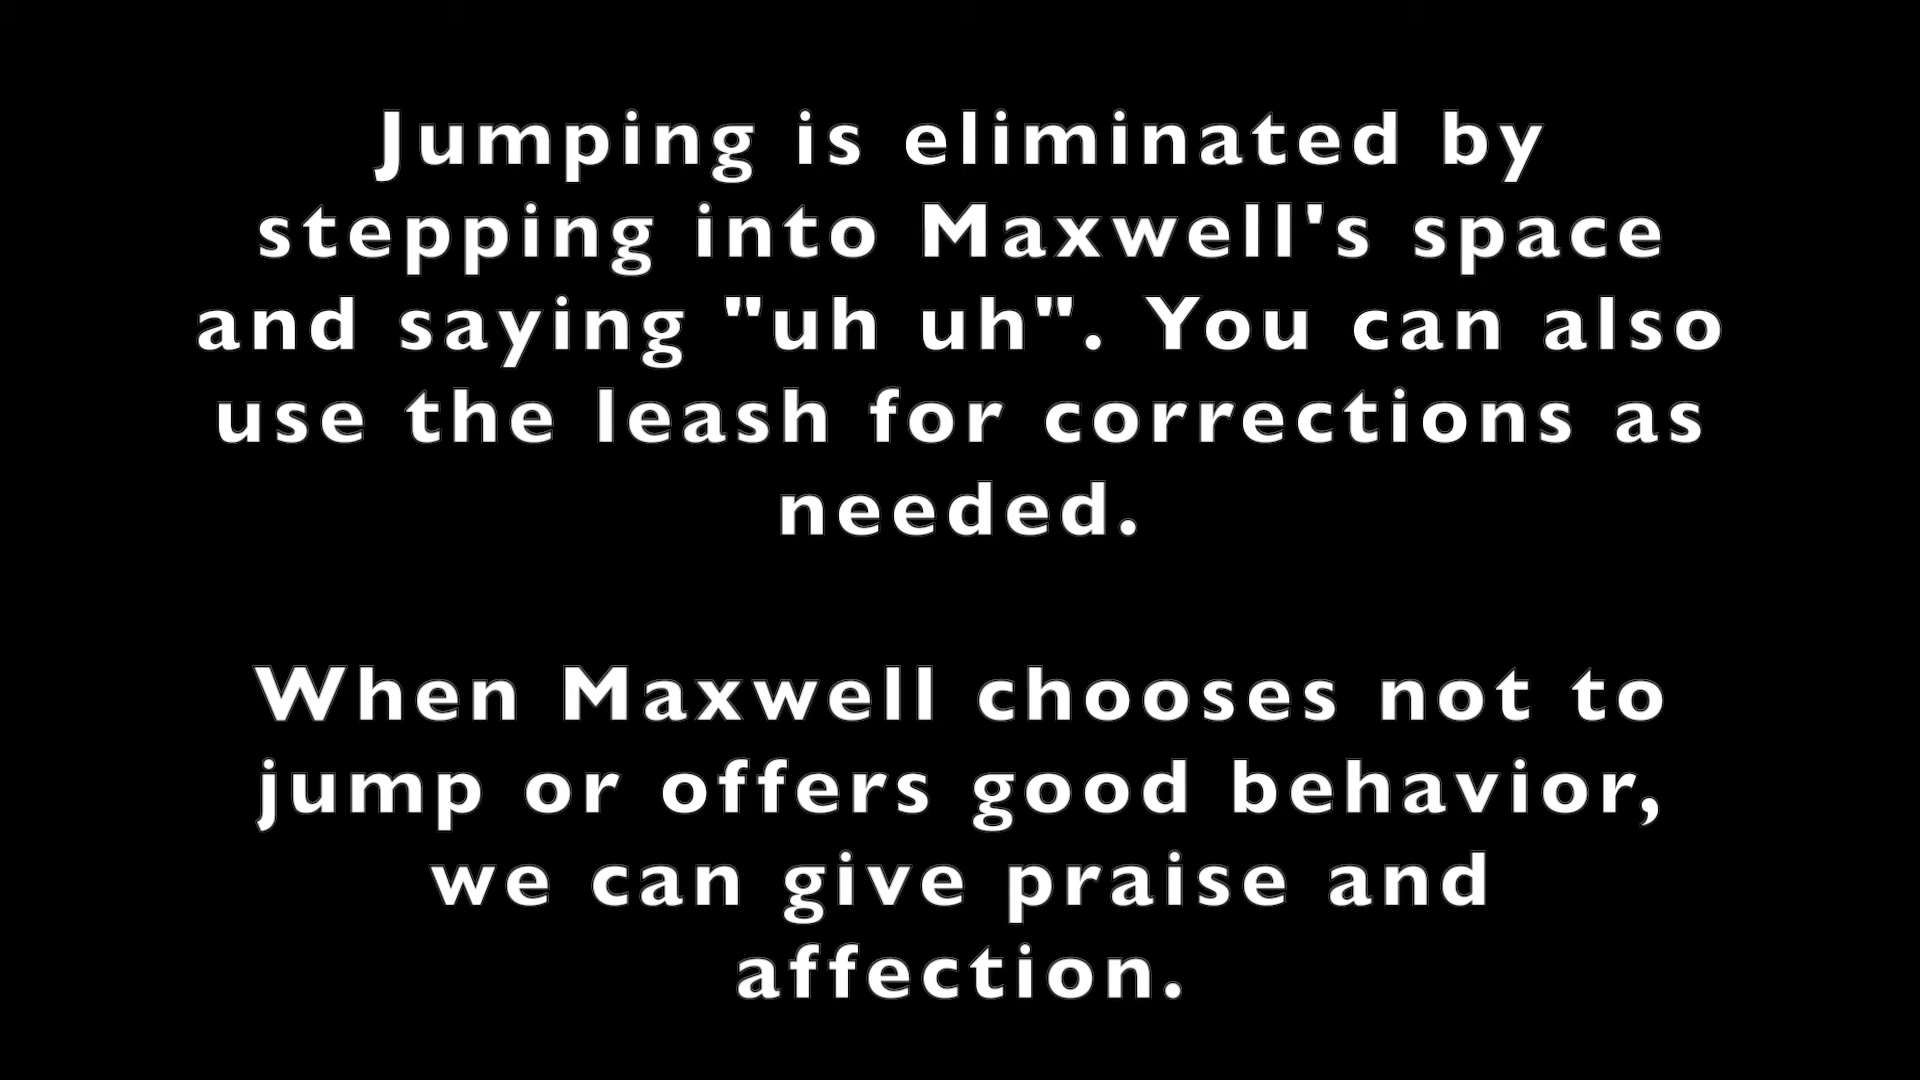 Jumping is eliminated by
stepping into Maxwell's space
and saying "uh uh". You can also
use the leash for corrections as
needed.
When Maxwell chooses not to
jump or offers good behavior,
we can give praise and
affection.